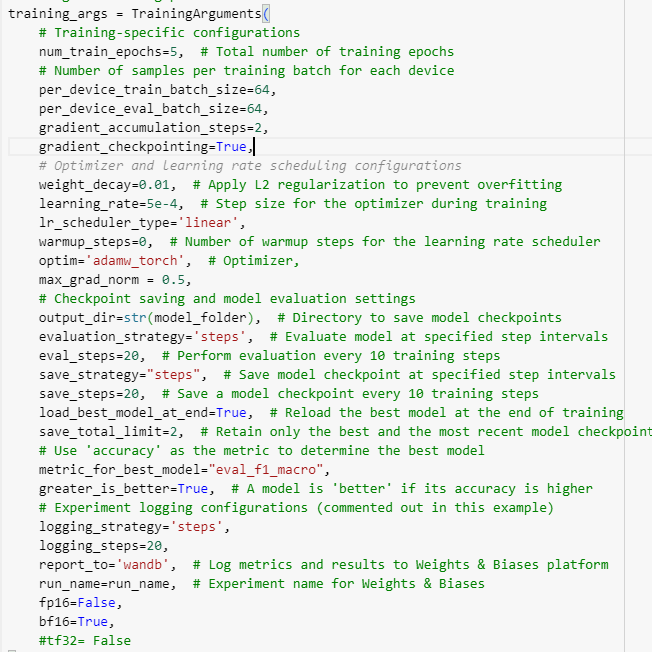 training_args = TrainingArguments(
# Training-specific configurations
num_train_epochs=5,  # Total number of training epochs
# Number of samples per training batch for each device
per_device_train_batch_size=64,
per_device_eval_batch_size=64,
gradient_accumulation_steps=2,
gradient_checkpointing=True,
# Optimizer and learning rate scheduling configurations
weight_decay=0.01,  # Apply L2 regularization to prevent overfitting
learning_rate=5e-4,  # Step size for the optimizer during training
lr_scheduler_type='linear',
warmup_steps=0,  # Number of warmup steps for the learning rate scheduler
optim='adamw_torch',  # Optimizer,
max_grad_norm = 0.5,
# Checkpoint saving and model evaluation settings
output_dir=str(model_folder),  # Directory to save model checkpoints
evaluation_strategy='steps',  # Evaluate model at specified step intervals
eval_steps=20,  # Perform evaluation every 10 training steps
save_strategy="steps",  # Save model checkpoint at specified step intervals
save_steps=20,  # Save a model checkpoint every 10 training steps
load_best_model_at_end=True,  # Reload the best model at the end of training
save_total_limit=2,  # Retain only the best and the most recent model checkpoint
# Use 'accuracy' as the metric to determine the best model
metric_for_best_model="eval_f1_macro",
greater_is_better=True,  # A model is 'better' if its accuracy is higher
# Experiment logging configurations (commented out in this example)
logging_strategy='steps',
logging_steps=20,
report_to='wandb',  # Log metrics and results to Weights & Biases platform
run_name=run_name,  # Experiment name for Weights & Biases
fp16=False,
bf16=True,
#tf32= False